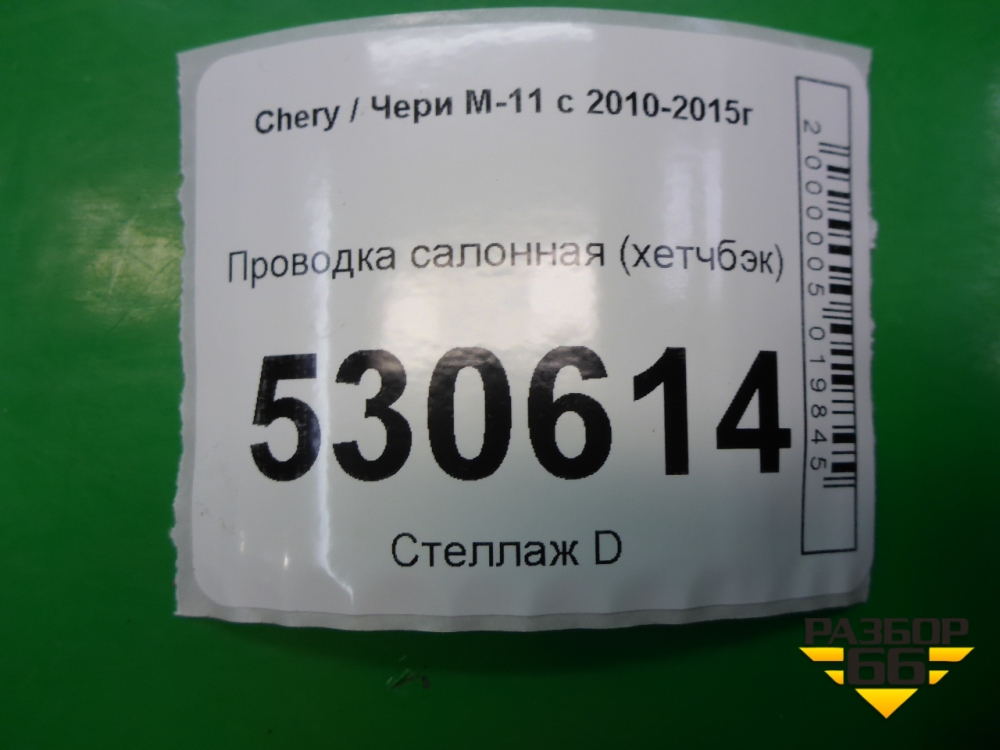 Chery / Чери М-11 с 2010-2015г
Проводка салонная (хетчбэк)
530614
Стеллаж D
2000005019845
РАЗБОР
66